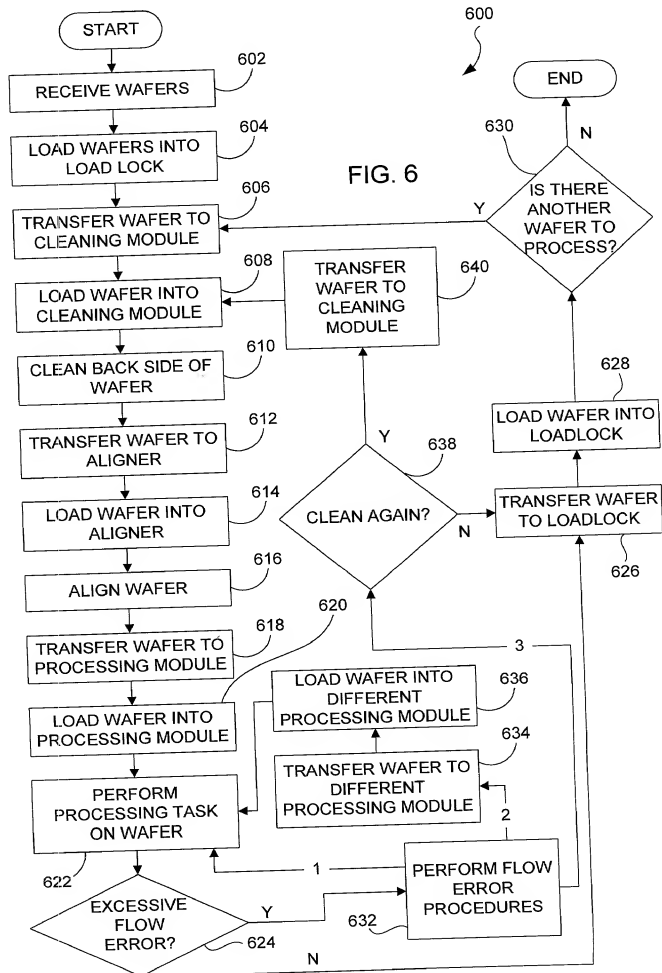 START
600
602
RECEIVE WAFERS
END
604
LOAD WAFERS INTO
LOAD LOCK
630
N
FIG. 6
606
TRANSFER WAFER TO
CLEANING MODULE
Y
IS THERE
ANOTHER
WAFER TO
PROCESS?
608
LOAD WAFER INTO
CLEANING MODULE
TRANSFER
WAFER TO
CLEANING
MODULE
640
610
CLEAN BACK SIDE OF
WAFER
628
LOAD WAFER INTO
LOADLOCK
612
TRANSFER WAFER TO
ALIGNER
Y
638
614
LOAD WAFER INTO
ALIGNER
CLEAN AGAIN?
N
TRANSFER WAFER
TO LOADLOCK
626
616
ALIGN WAFER
620
618
TRANSFER WAFER TO
PROCESSING MODULE
3
LOAD WAFER INTO
PROCESSING MODULE
LOAD WAFER INTO
DIFFERENT
PROCESSING MODULE
636
634
TRANSFER WAFER TO
DIFFERENT
PROCESSING MODULE
PERFORM
PROCESSING TASK
ON WAFER
622
2
1
PERFORM FLOW
ERROR
PROCEDURES
632
EXCESSIVE
FLOW
ERROR?
Y
624
N